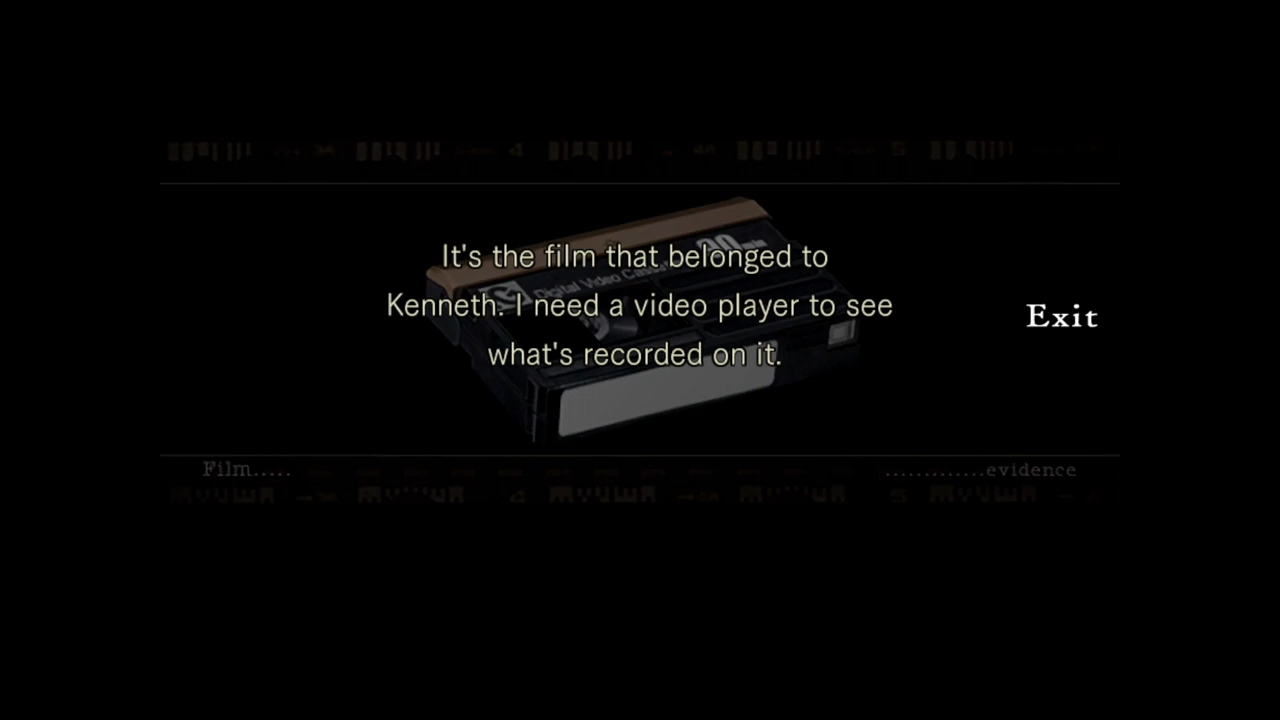 It's the film that belonged to
Kenneth. I need a video player to see
what's recorded on it.
Exit
Film.....
.............evidence